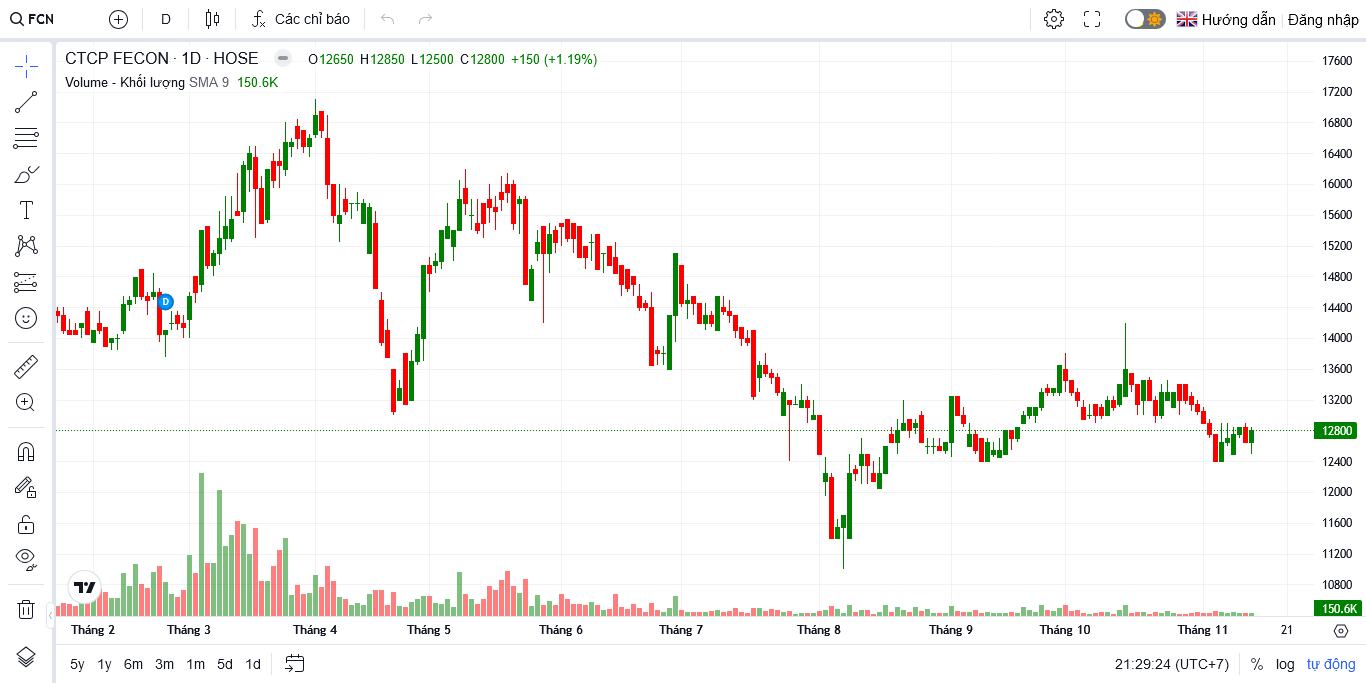 FCN D Các chỉ báo Hướng dẫn Đăng nhập
CTCP FECON · 1D · HOSE O12650 H12850 L12500 C12800 +150 (+1.19%)
Volume - Khối lượng SMA 9 150.6K
17600
17200
16800
16400
16000
15600
15200
14800
14400
14000
13600
13200
12800
12400
12000
11600
11200
10800
150.6K
D
Tháng 2 Tháng 3 Tháng 4 Tháng 5 Tháng 6 Tháng 7 Tháng 8 Tháng 9 Tháng 10 Tháng 11 21
5y 1y 6m 3m 1m 5d 1d 21:29:24 (UTC+7) % log tự động